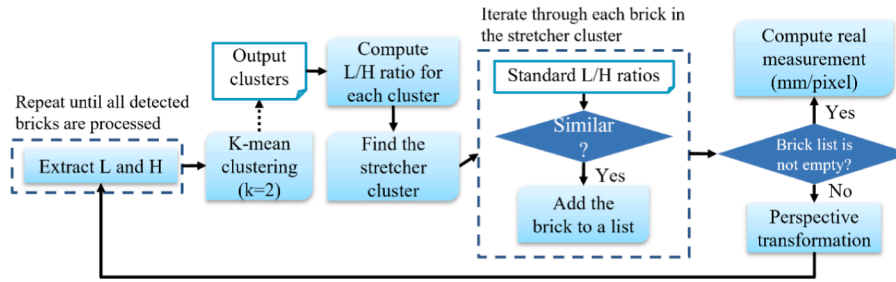 Repeat until all detected
bricks are processed
Extract L and H
Output
clusters
K-mean
clustering
(k=2)
Compute
L/H ratio for
each cluster
Find the
stretcher
cluster
Iterate through each brick in
the stretcher cluster
Standard L/H ratios
Similar
?
Yes
Add the
brick to a list
Compute real
measurement
(mm/pixel)
Yes
Brick list is
not empty?
No
Perspective
transformation